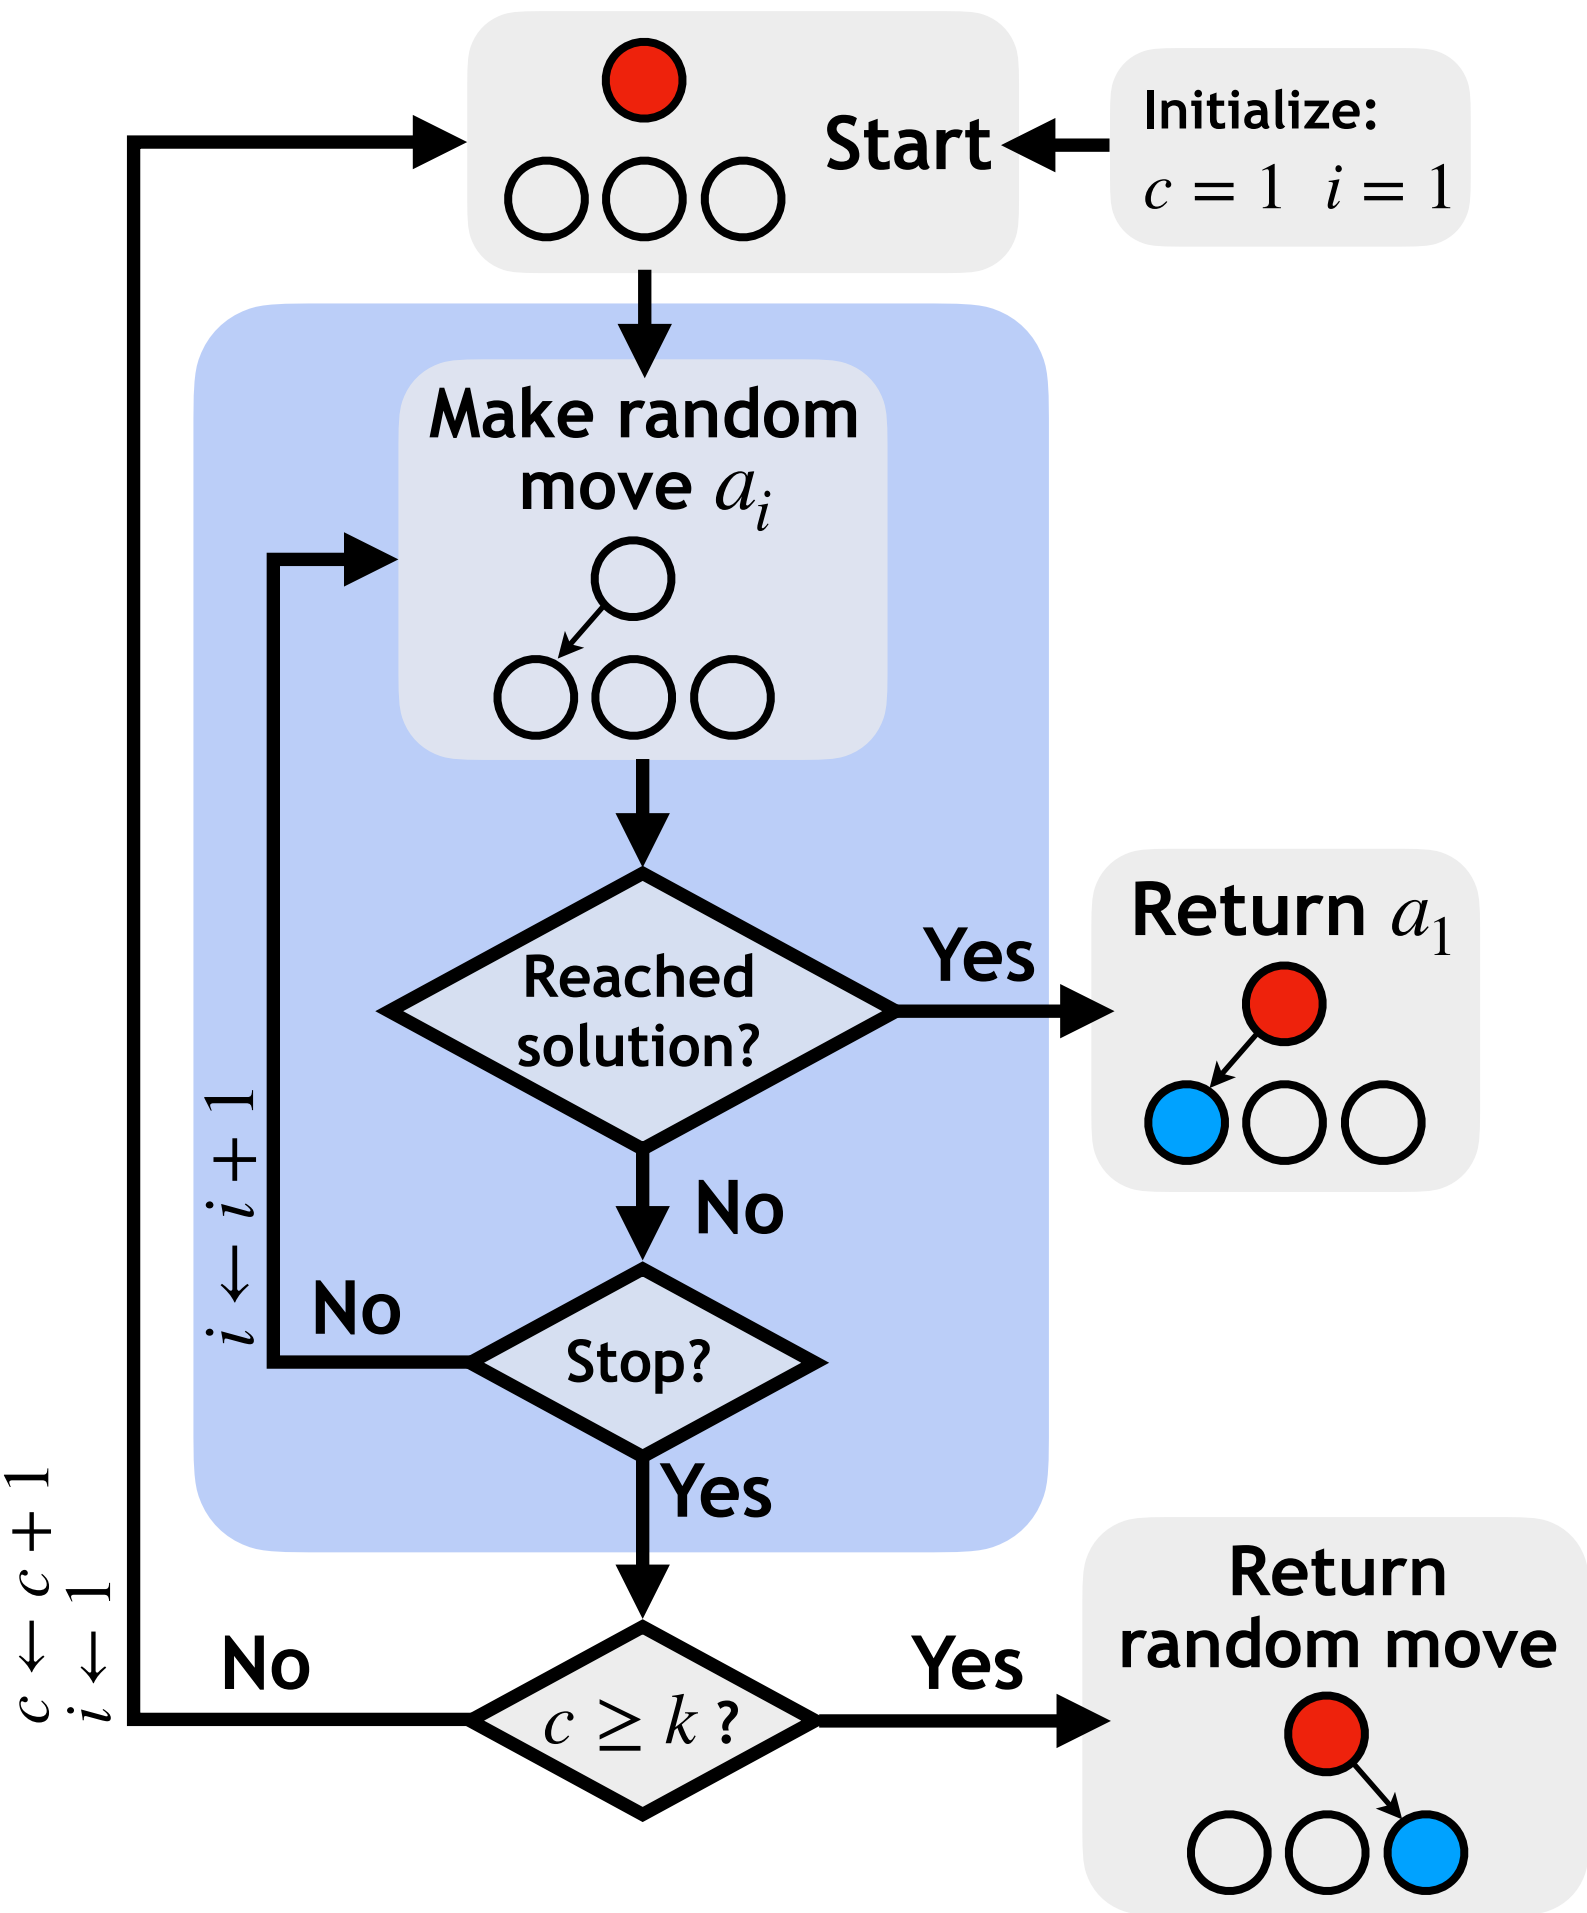 Start
Initialize:
c = 1 i = 1
Make random
move a_i
Reached
solution?
Yes
Return a_1
No
i ← i + 1
No
Stop?
Yes
c ← c + 1
i ← 1
No
c ≥ k ?
Yes
Return
random move